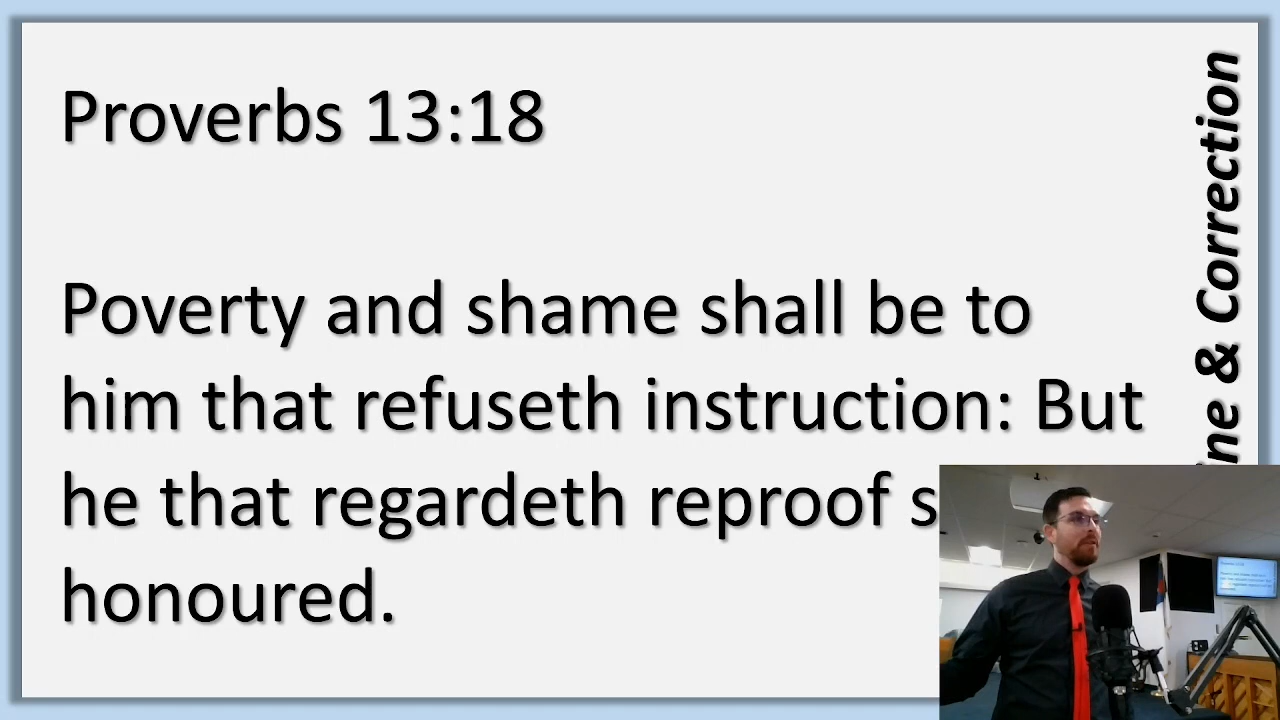 Proverbs 13:18
Poverty and shame shall be to
him that refuseth instruction: But
he that regardeth reproof s
honoured.
ne & Correction